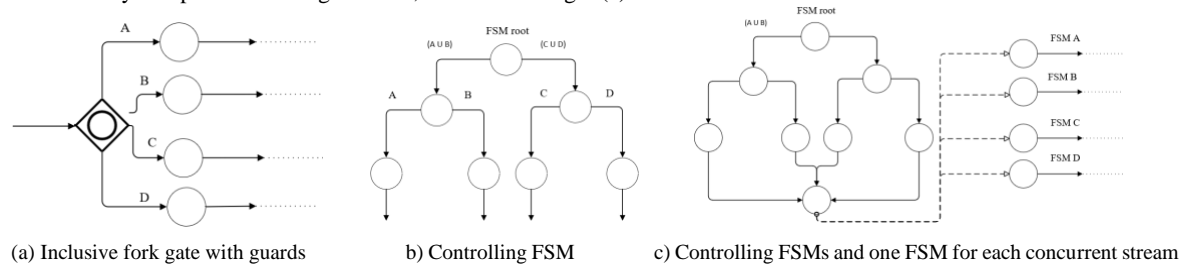 A
B
C
D
FSM root
(A U B)
(C U D)
A
B
C
D
FSM root
(A U B)
FSM A
FSM B
FSM C
FSM D
(a) Inclusive fork gate with guards
b) Controlling FSM
c) Controlling FSMs and one FSM for each concurrent stream